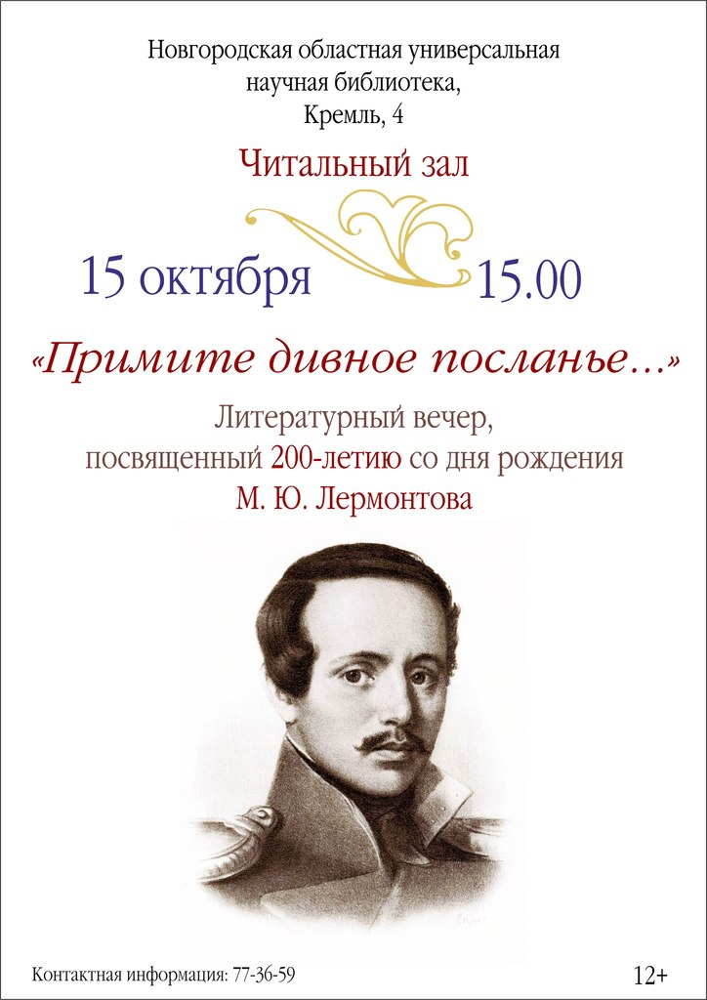 Новгородская областная универсальная
научная библиотека,
Кремль, 4
Читальный зал
15 октября 15.00
«Примите дивное посланье...»
Литературный вечер,
посвященный 200-летию со дня рождения
М. Ю. Лермонтова
Контактная информация: 77-36-59 12+